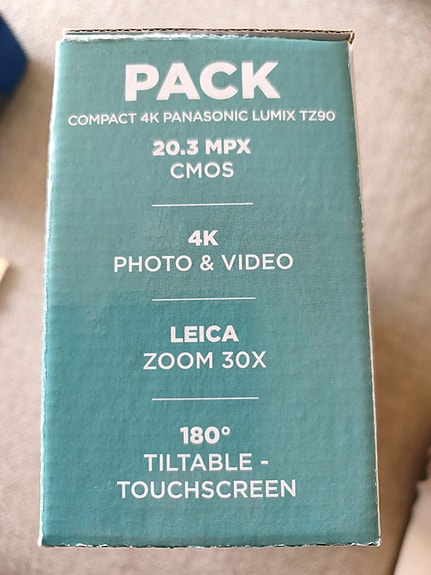 PACK
COMPACT 4K PANASONIC LUMIX TZ90
20.3 MPX
CMOS
4K
PHOTO & VIDEO
LEICA
ZOOM 30X
180°
TILTABLE -
TOUCHSCREEN